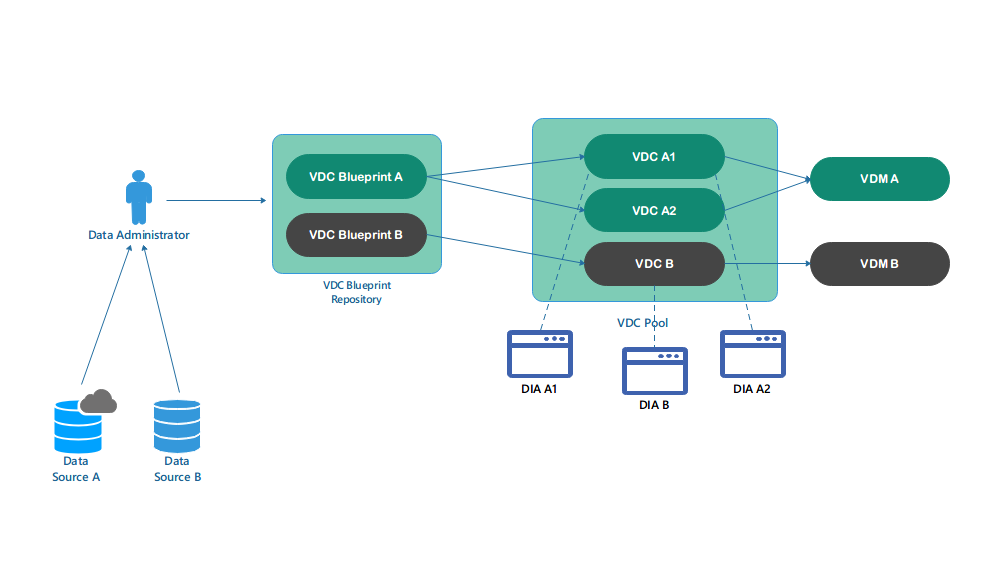 VDC Blueprint A
VDC Blueprint B
VDC Blueprint
Repository
VDC A1
VDC A2
VDC B
VDC Pool
VDM A
VDM B
Data Administrator
DIA A1
DIA B
DIA A2
Data
Source A
Data
Source B